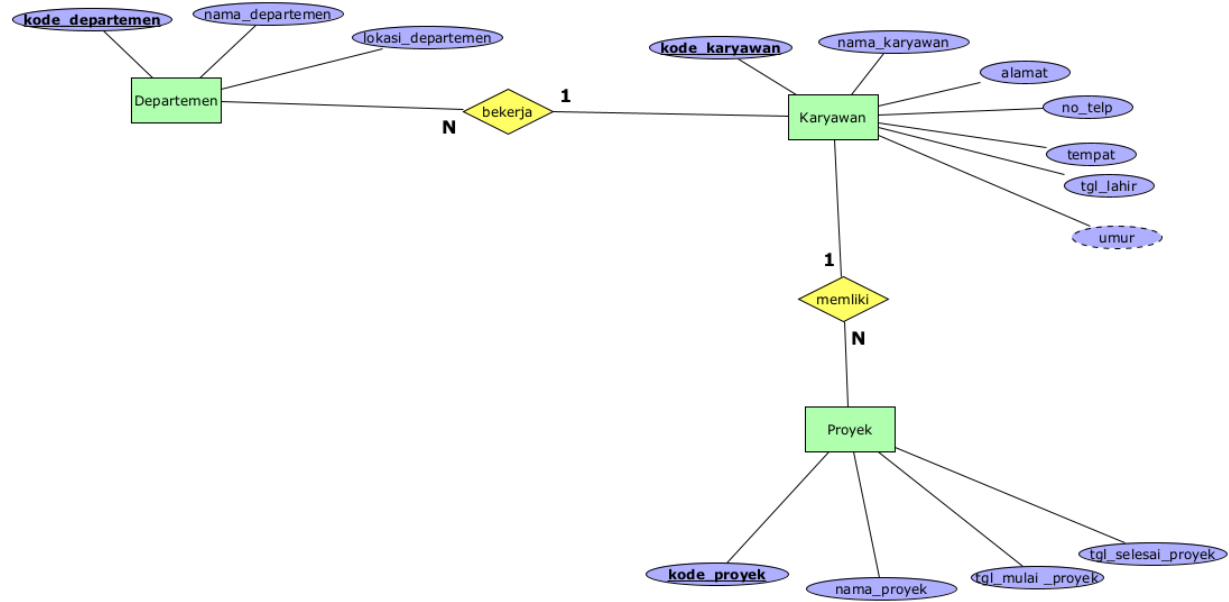 kode_departemen
nama_departemen
lokasi_departemen
Departemen
N
bekerja
1
kode_karyawan
nama_karyawan
alamat
no_telp
tempat
tgl_lahir
umur
Karyawan
1
memliki
N
Proyek
kode_proyek
nama_proyek
tgl_mulai _proyek
tgl_selesai_proyek